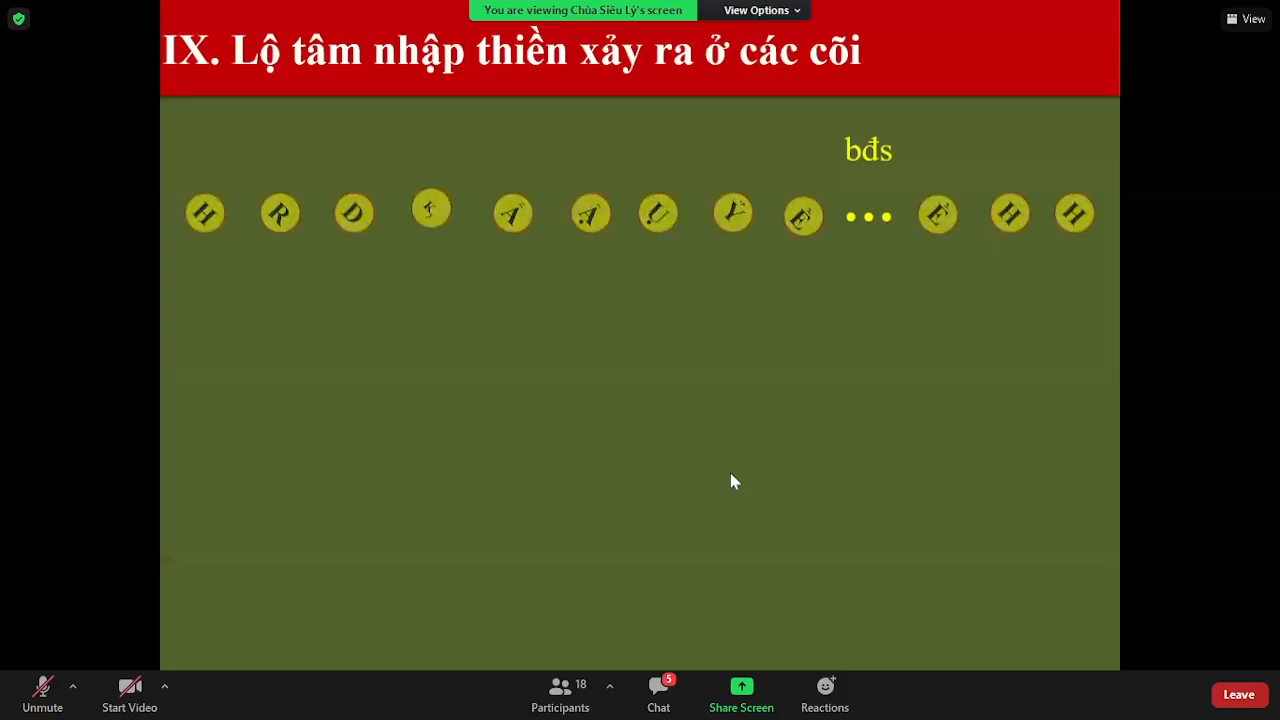 You are viewing Chùa Siêu Lý's screen
View Options
View
IX. Lộ tâm nhập thiền xảy ra ở các cõi
bđs
H R D K ... H H
Unmute
Start Video
18
Participants
5
Chat
Share Screen
Reactions
Leave